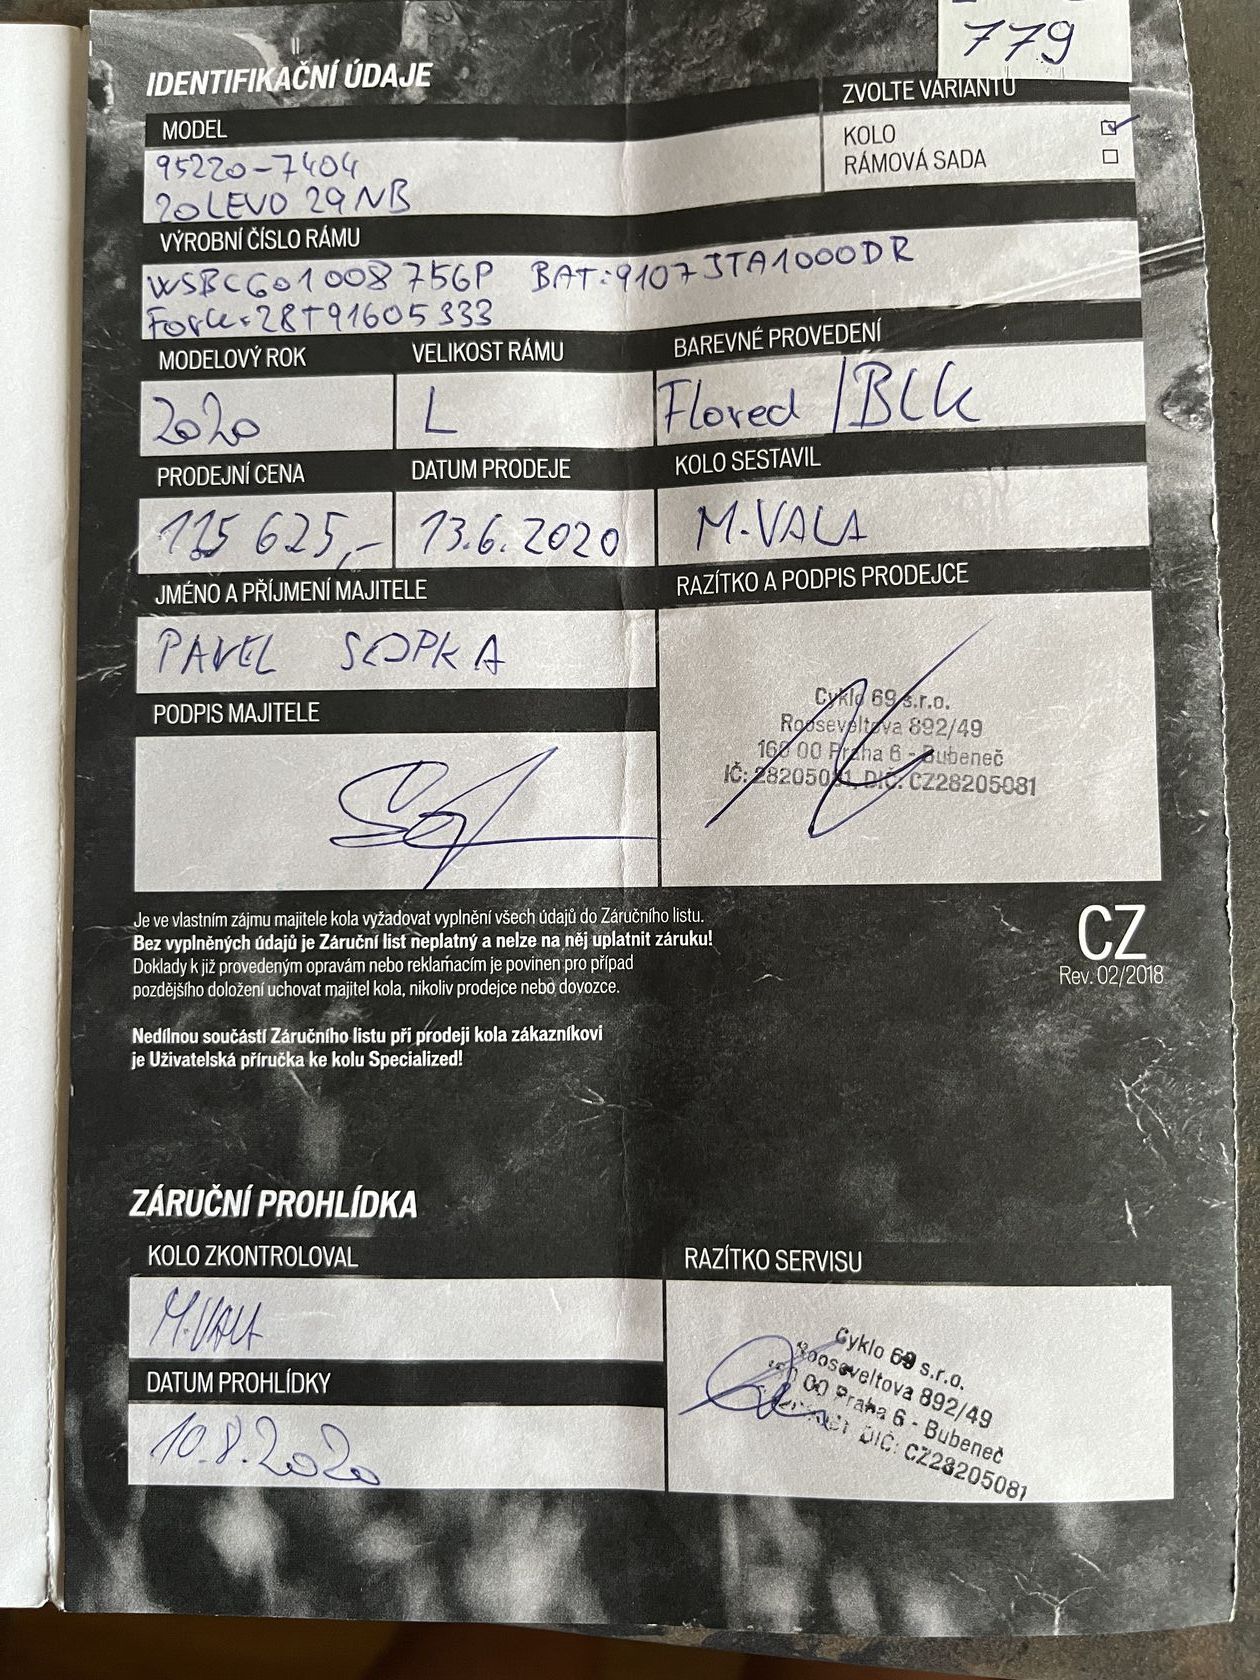 779
IDENTIFIKAČNÍ ÚDAJE
ZVOLTE VARIANTU
MODEL
KOLO
RÁMOVÁ SADA
95220-7404
20 LEVO 29 NB
VÝROBNÍ ČÍSLO RÁMU
WSBC601008756P BAT:9107JTA1000DR
Fork:28T91605333
MODELOVÝ ROK
VELIKOST RÁMU
BAREVNÉ PROVEDENÍ
2020
L
Flored / BLK
PRODEJNÍ CENA
DATUM PRODEJE
KOLO SESTAVIL
115 625,-
13.6.2020
M.VALA
JMÉNO A PŘÍJMENÍ MAJITELE
RAZÍTKO A PODPIS PRODEJCE
PAVEL SOPKA
PODPIS MAJITELE
Cyklo 69 s.r.o.
Rooseveltova 892/49
160 00 Praha 6 - Bubeneč
IČ: 28205081, DIČ: CZ28205081
Je ve vlastním zájmu majitele kola vyžadovat vyplnění všech údajů do Záručního listu.
Bez vyplněných údajů je Záruční list neplatný a nelze na něj uplatnit záruku!
Doklady k již provedeným opravám nebo reklamacím je povinen pro případ
pozdějšího doložení uchovat majitel kola, nikoliv prodejce nebo dovozce.
CZ
Rev. 02/2018
Nedílnou součástí Záručního listu při prodeji kola zákazníkovi
je Uživatelská příručka ke kolu Specialized!
ZÁRUČNÍ PROHLÍDKA
KOLO ZKONTROLOVAL
RAZÍTKO SERVISU
M.VALA
DATUM PROHLÍDKY
10.8.2020
Cyklo 69 s.r.o.
Rooseveltova 892/49
160 00 Praha 6 - Bubeneč
DIČ: CZ28205081